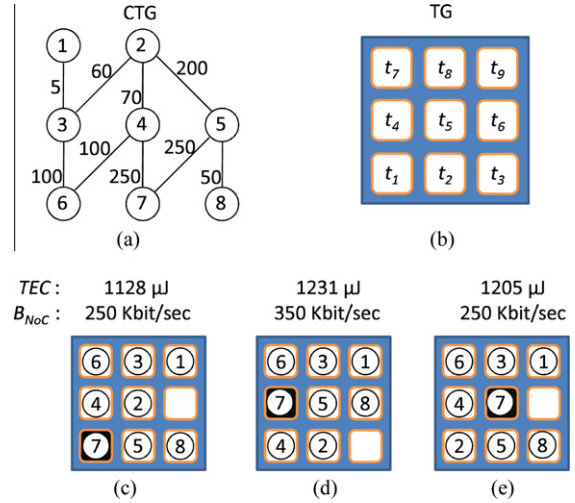 CTG
TG
1
2
60
200
5
70
3
4
5
100
100
250
250
50
6
7
8
t7 t8 t9
t4 t5 t6
t1 t2 t3
(a)
(b)
TEC : 1128 µJ 1231 µJ 1205 µJ
BNoC : 250 Kbit/sec 350 Kbit/sec 250 Kbit/sec
6 3 1
4 2
7 5 8
6 3 1
7 5 8
4 2
6 3 1
4 7
2 5 8
(c)
(d)
(e)